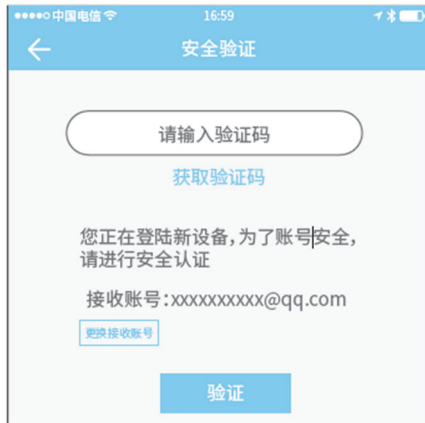 中国电信 16:59
安全验证
请输入验证码
获取验证码
您正在登陆新设备,为了账号安全,
请进行安全认证
接收账号:xxxxxxxxxx@qq.com
更换接收账号
验证